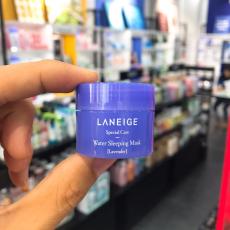 LANEIGE
Special Care
Water Sleeping Mask
[Lavender]